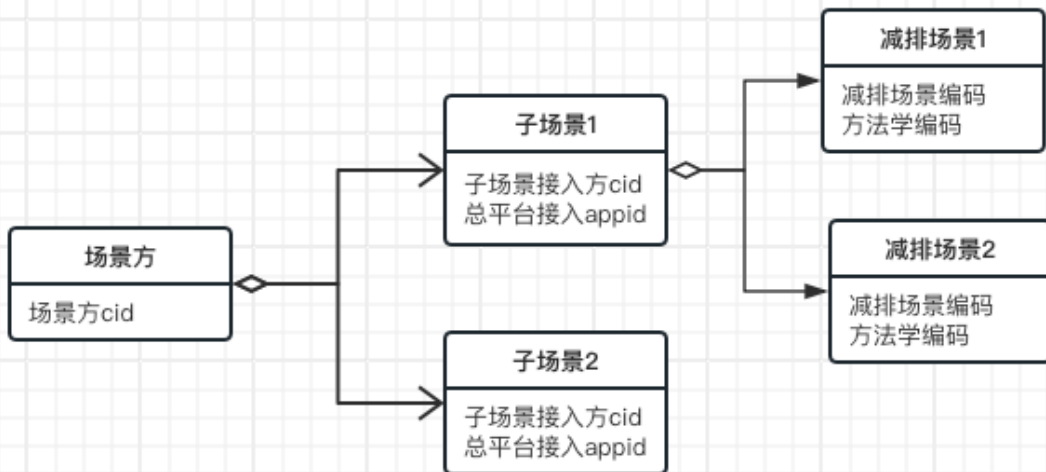 场景方
场景方cid
子场景1
子场景接入方cid
总平台接入appid
子场景2
子场景接入方cid
总平台接入appid
减排场景1
减排场景编码
方法学编码
减排场景2
减排场景编码
方法学编码